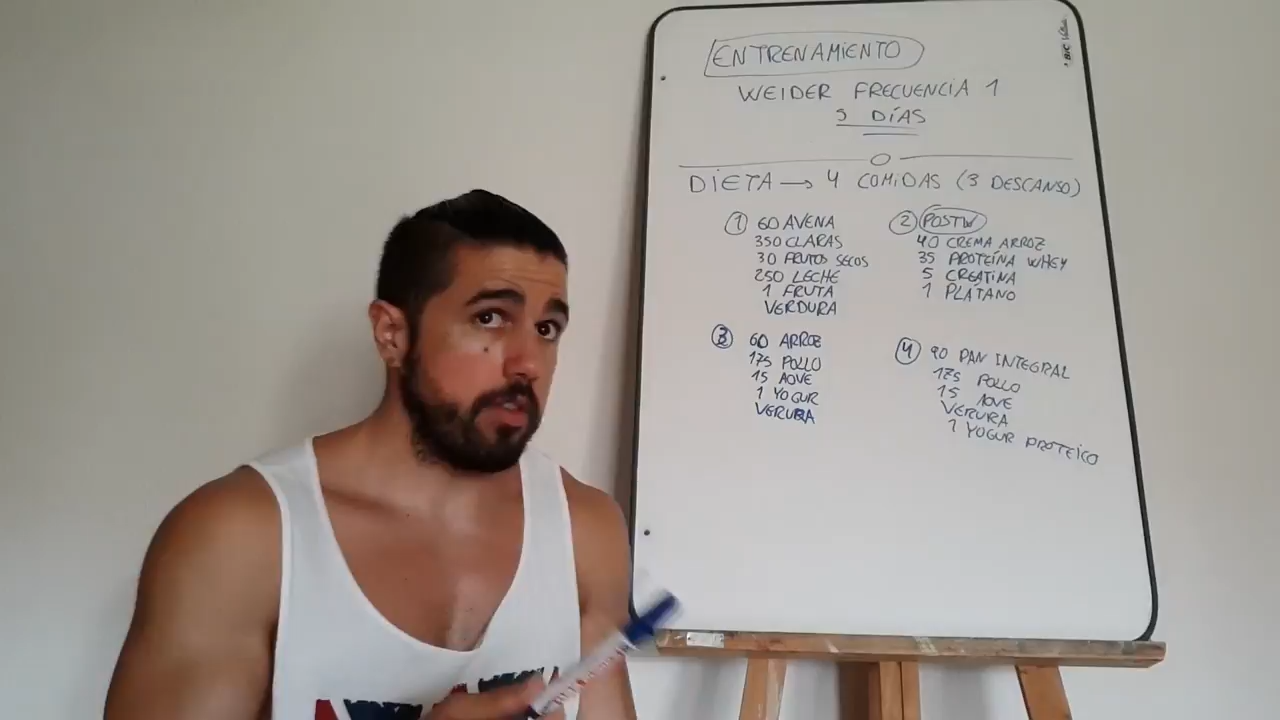 ENTRENAMIENTO
WEIDER FRECUENCIA 1
5 DÍAS
DIETA → 4 COMIDAS (3 DESCANSO)
1 60 AVENA
350 CLARAS
30 FRUTOS SECOS
250 LECHE
1 FRUTA
VERDURA
2 POSTW
40 CREMA ARROZ
35 PROTEÍNA WHEY
5 CREATINA
1 PLATANO
3 60 ARROZ
175 POLLO
15 AOVE
1 YOGUR
VERURA
4 90 PAN INTEGRAL
175 POLLO
15 AOVE
VERURA
1 YOGUR PROTEICO
BIC